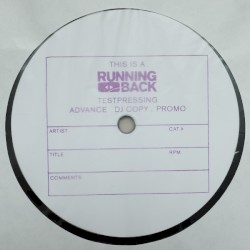 THIS IS A
RUNNING
BACK
TESTPRESSING
ADVANCE . DJ COPY . PROMO
ARTIST CAT #
TITLE RPM
COMMENTS